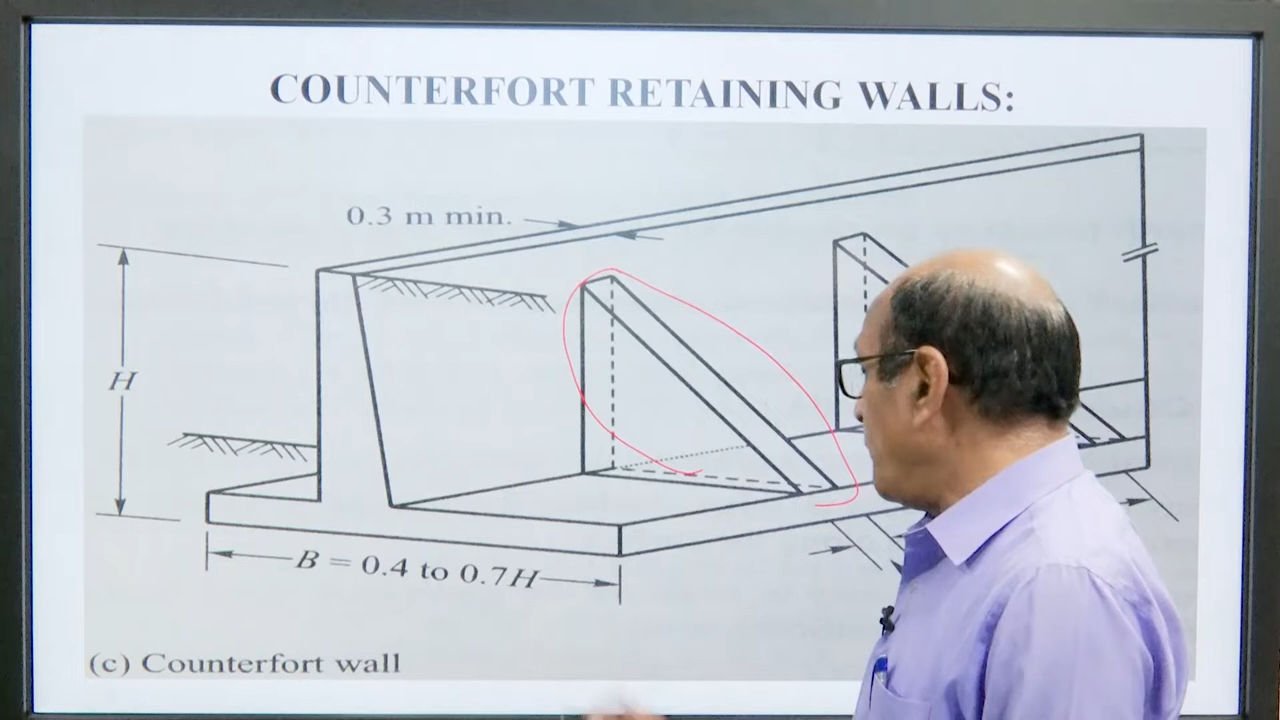 COUNTERFORT RETAINING WALLS:
0.3 m min.
H
B = 0.4 to 0.7H
(c) Counterfort wall